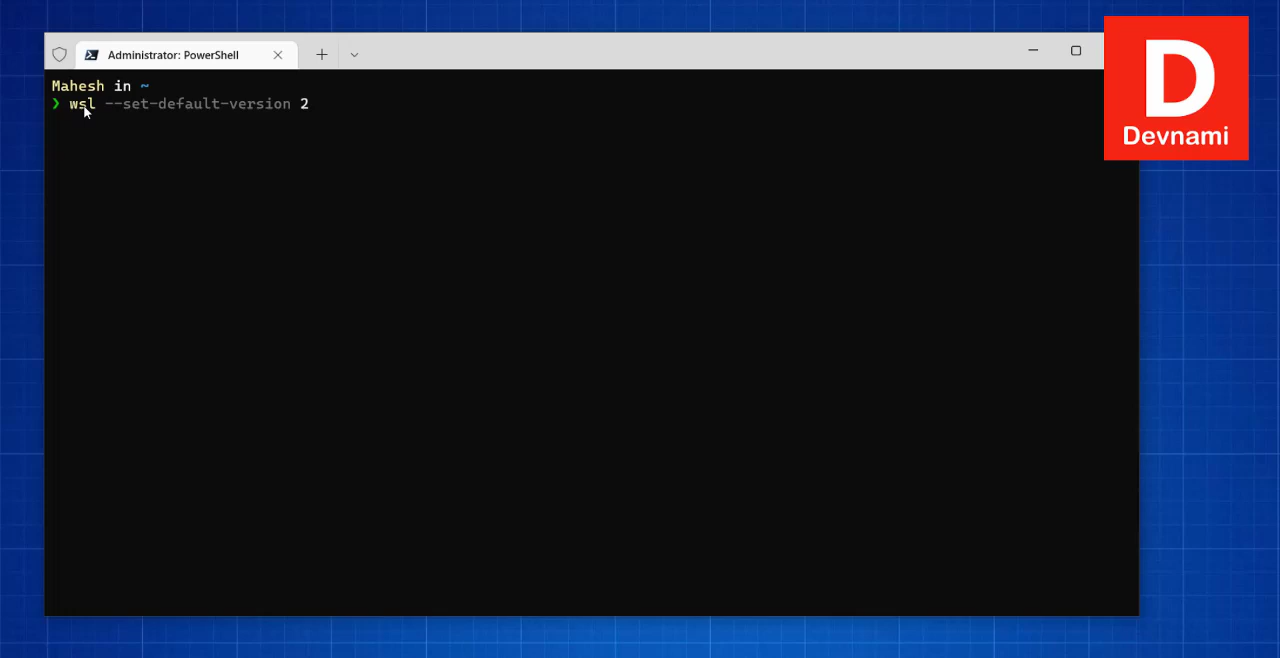 Administrator: PowerShell
Mahesh in ~
❯ wsl --set-default-version 2
D
Devnami